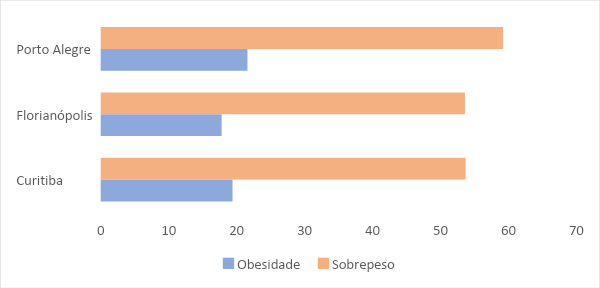 Porto Alegre
Florianópolis
Curitiba
0 10 20 30 40 50 60 70
Obesidade Sobrepeso